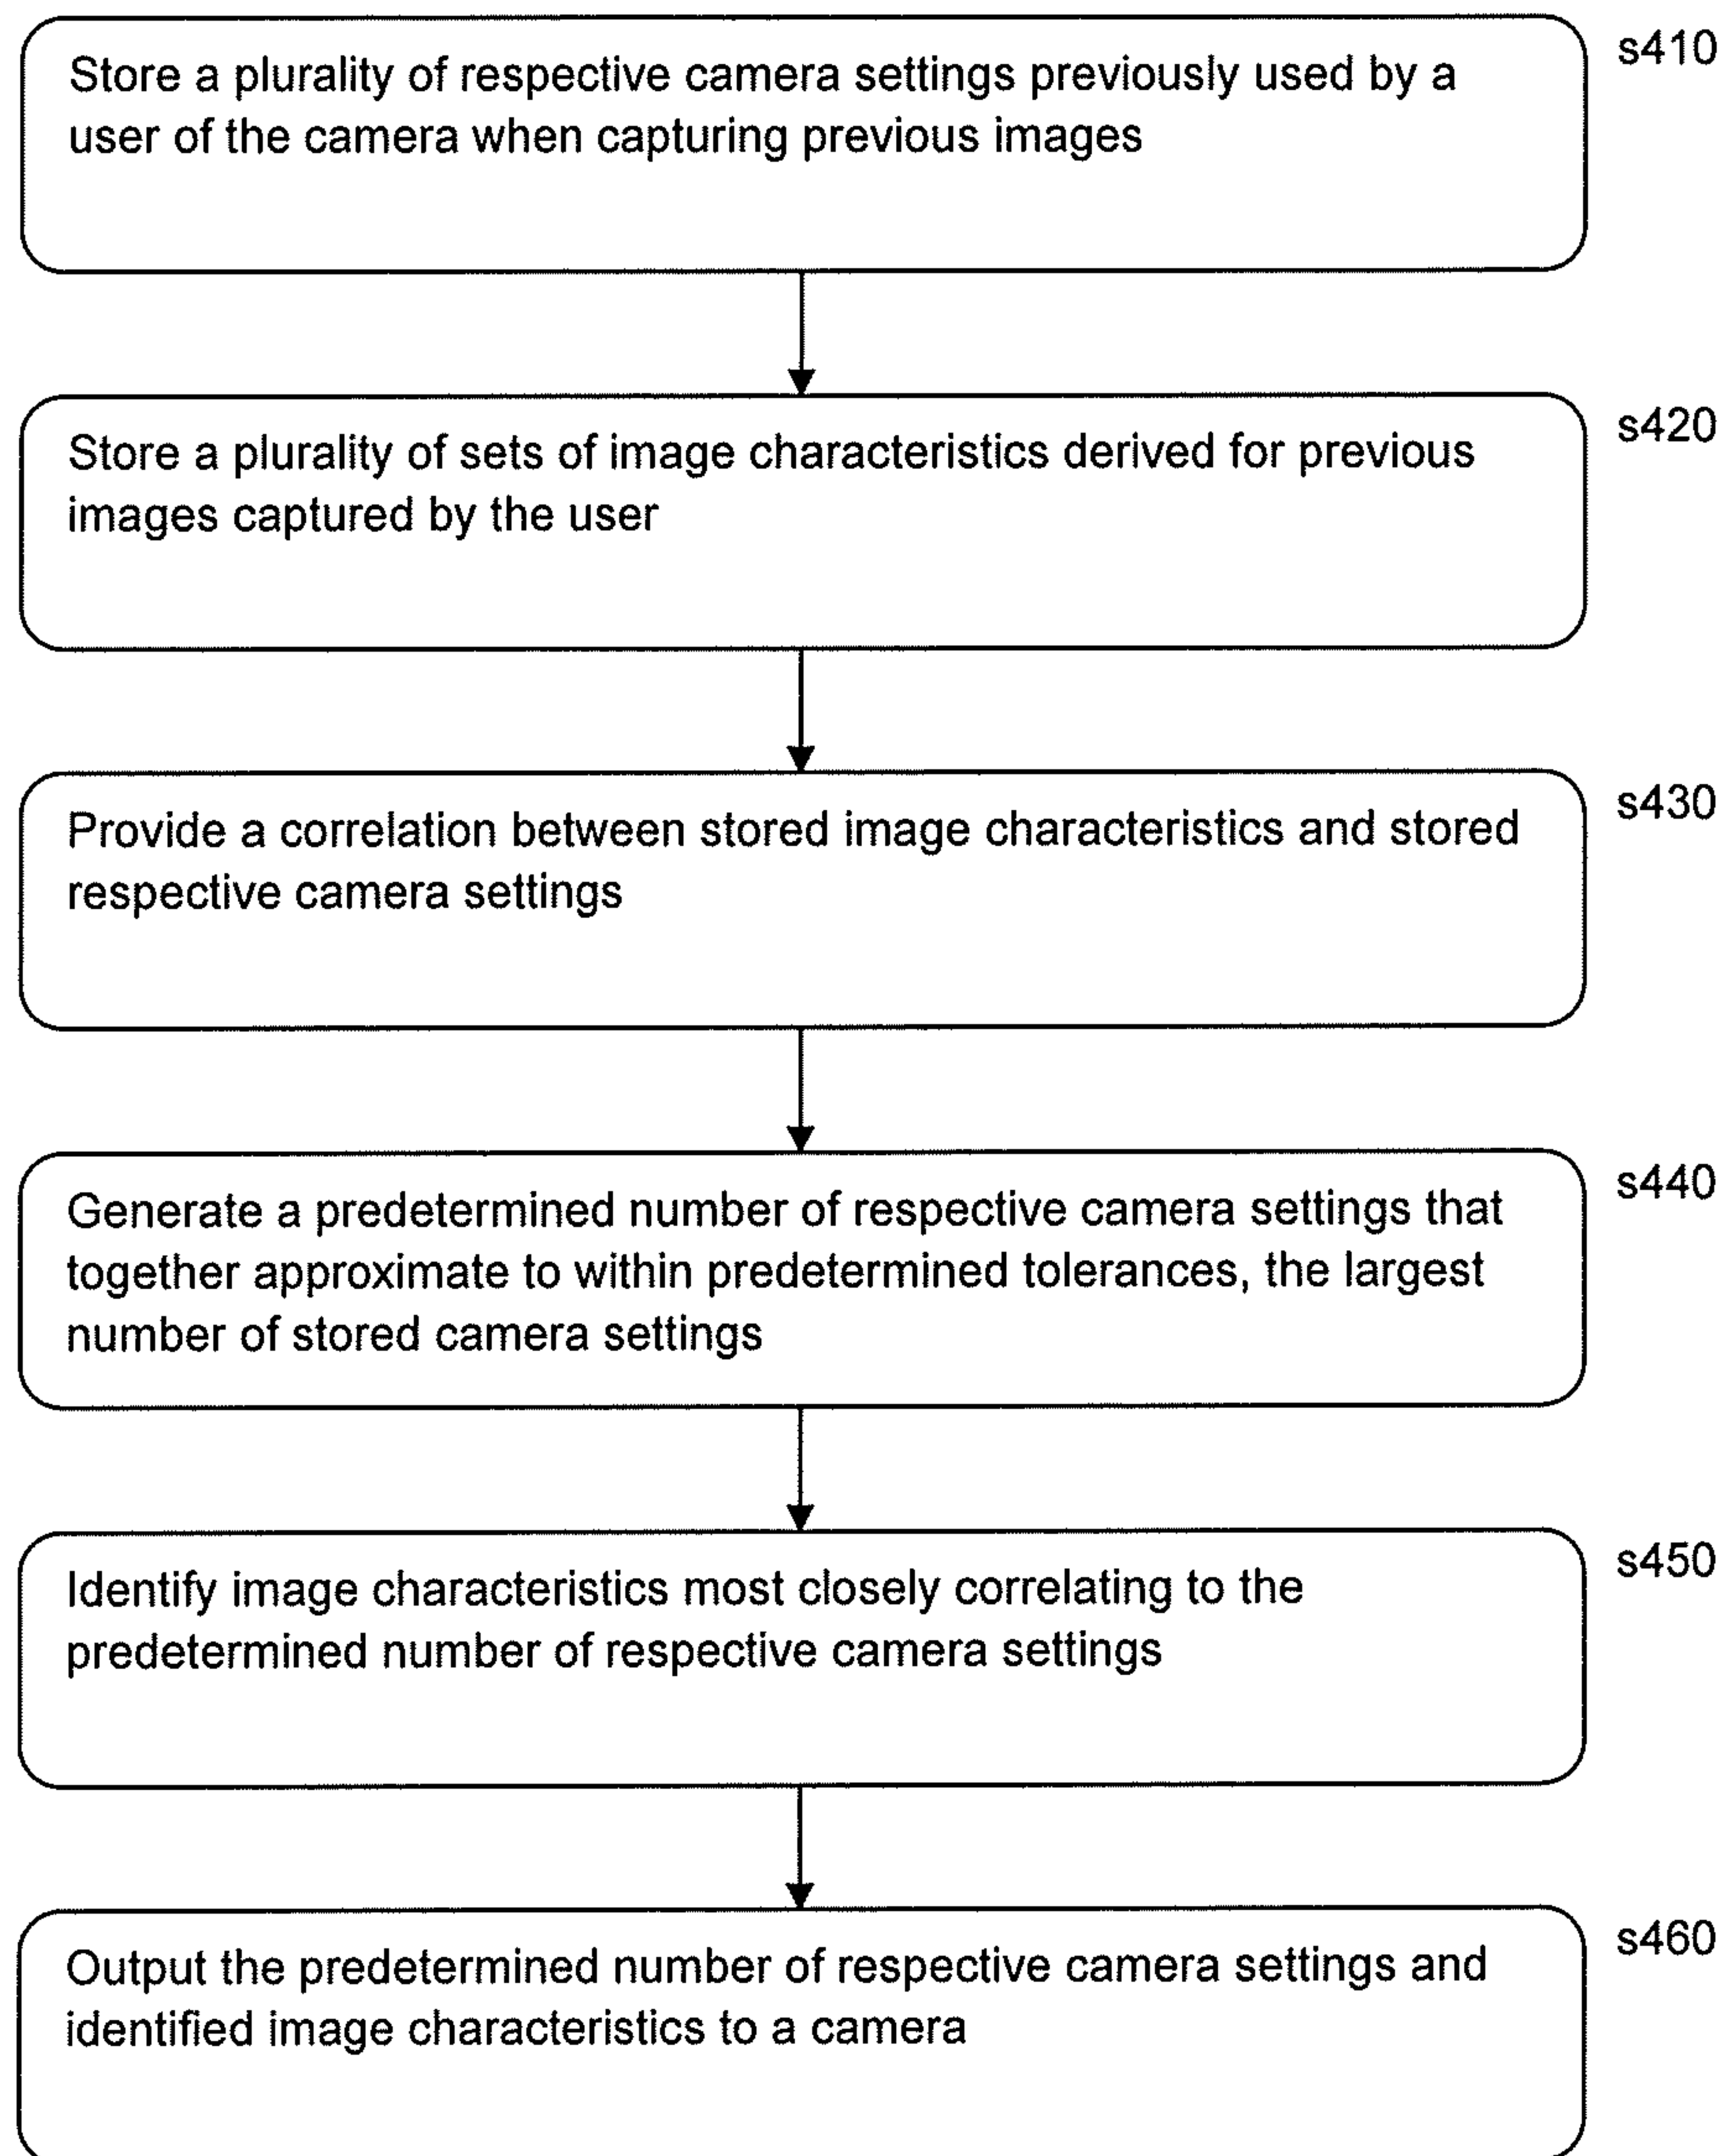 s410
Store a plurality of respective camera settings previously used by a
user of the camera when capturing previous images
s420
Store a plurality of sets of image characteristics derived for previous
images captured by the user
s430
Provide a correlation between stored image characteristics and stored
respective camera settings
s440
Generate a predetermined number of respective camera settings that
together approximate to within predetermined tolerances, the largest
number of stored camera settings
s450
Identify image characteristics most closely correlating to the
predetermined number of respective camera settings
s460
Output the predetermined number of respective camera settings and
identified image characteristics to a camera